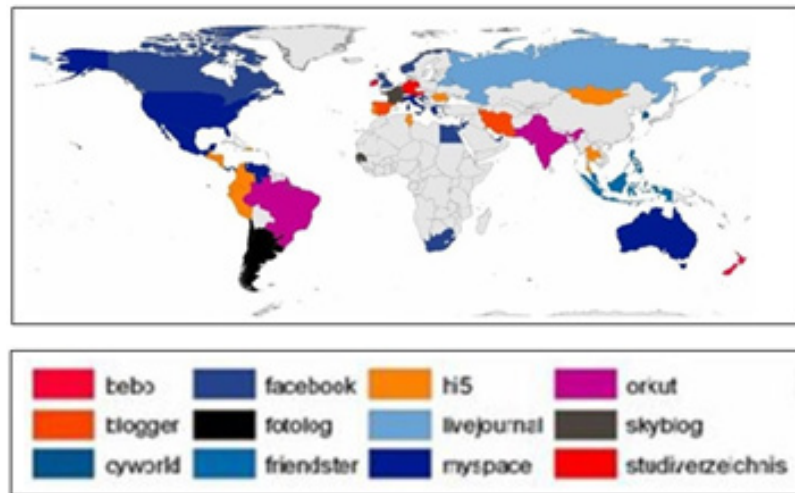 bebo facebook hi5 orkut
blogger fotolog livejournal skyblog
cyworld friendster myspace studiverzeichnis